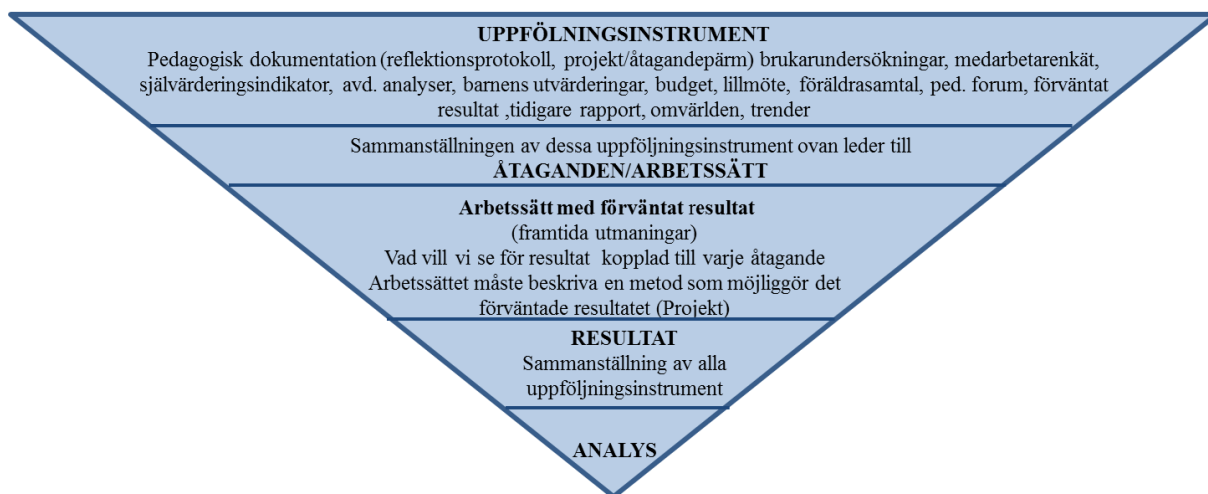 UPPFÖLNINGSINSTRUMENT
Pedagogisk dokumentation (reflektionsprotokoll, projekt/åtagandepärm) brukarundersökningar, medarbetarenkät,
självärderingsindikator, avd. analyser, barnens utvärderingar, budget, lillmöte, föräldrasamtal, ped. forum, förväntat
resultat ,tidigare rapport, omvärlden, trender
Sammanställningen av dessa uppföljningsinstrument ovan leder till
ÅTAGANDEN/ARBETSSÄTT
Arbetssätt med förväntat resultat
(framtida utmaningar)
Vad vill vi se för resultat kopplad till varje åtagande
Arbetssättet måste beskriva en metod som möjliggör det
förväntade resultatet (Projekt)
RESULTAT
Sammanställning av alla
uppföljningsinstrument
ANALYS